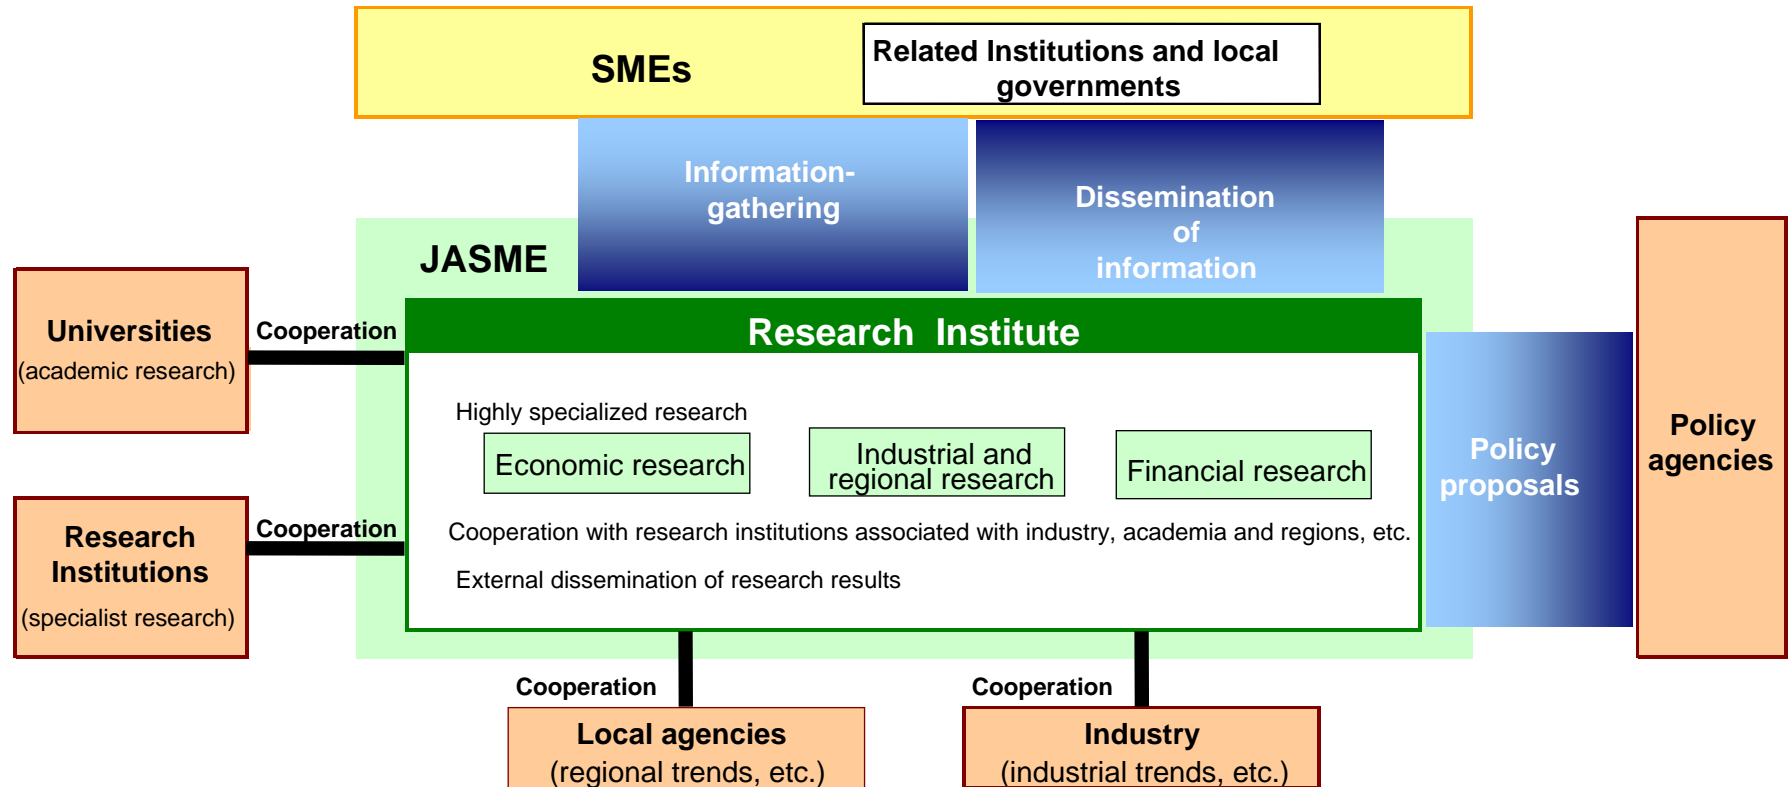 SMEs
Related Institutions and local
governments
Information-
gathering
Dissemination
of
information
JASME
Universities
(academic research)
Cooperation
Research Institute
Highly specialized research
Economic research
Industrial and
regional research
Financial research
Cooperation with research institutions associated with industry, academia and regions, etc.
External dissemination of research results
Research
Institutions
(specialist research)
Cooperation
Policy
proposals
Policy
agencies
Cooperation
Local agencies
(regional trends, etc.)
Cooperation
Industry
(industrial trends, etc.)